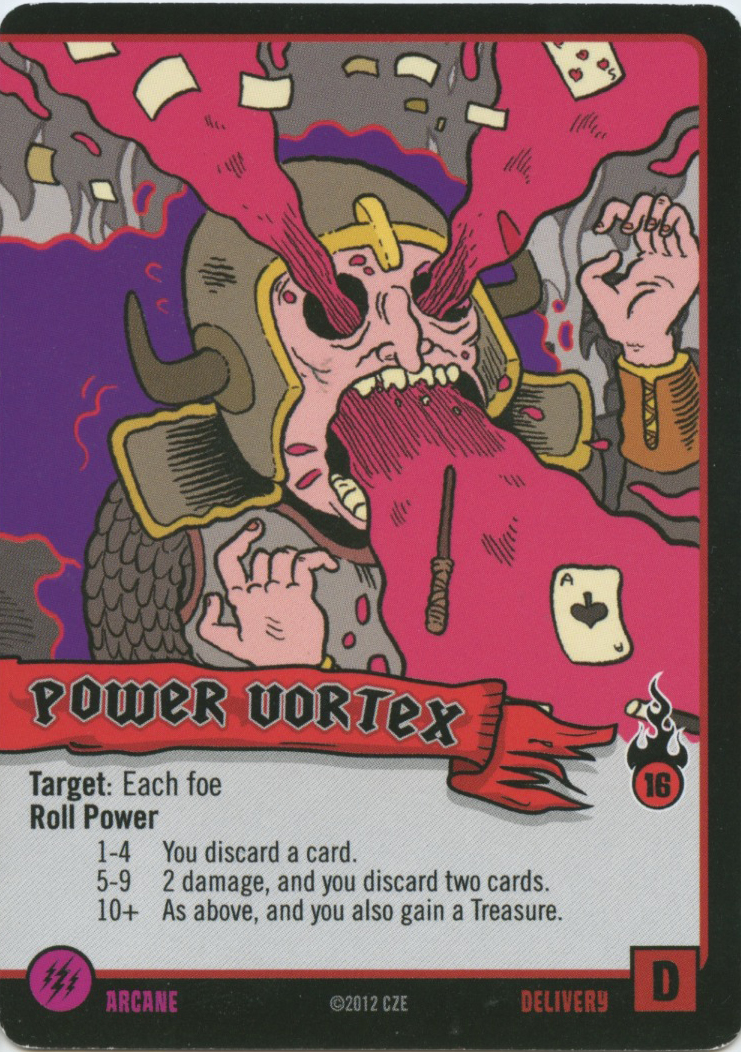 S
A
A
POWER VORTEX
16
Target: Each foe
Roll Power
1-4 You discard a card.
5-9 2 damage, and you discard two cards.
10+ As above, and you also gain a Treasure.
ARCANE ©2012 CZE DELIVERY D